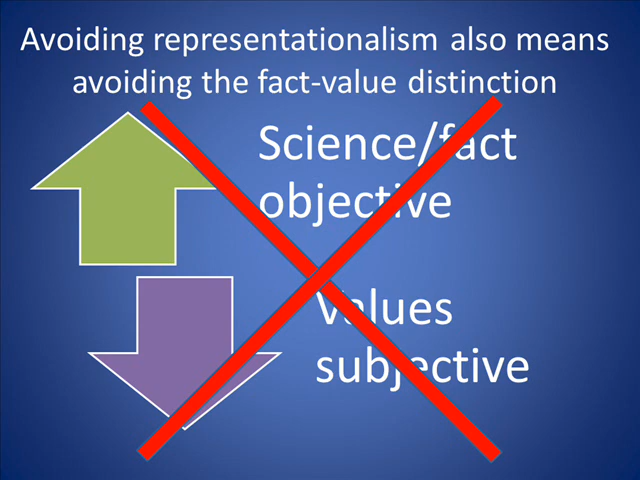 Avoiding representationalism also means
avoiding the fact-value distinction
Science/fact
objective
Values
subjective